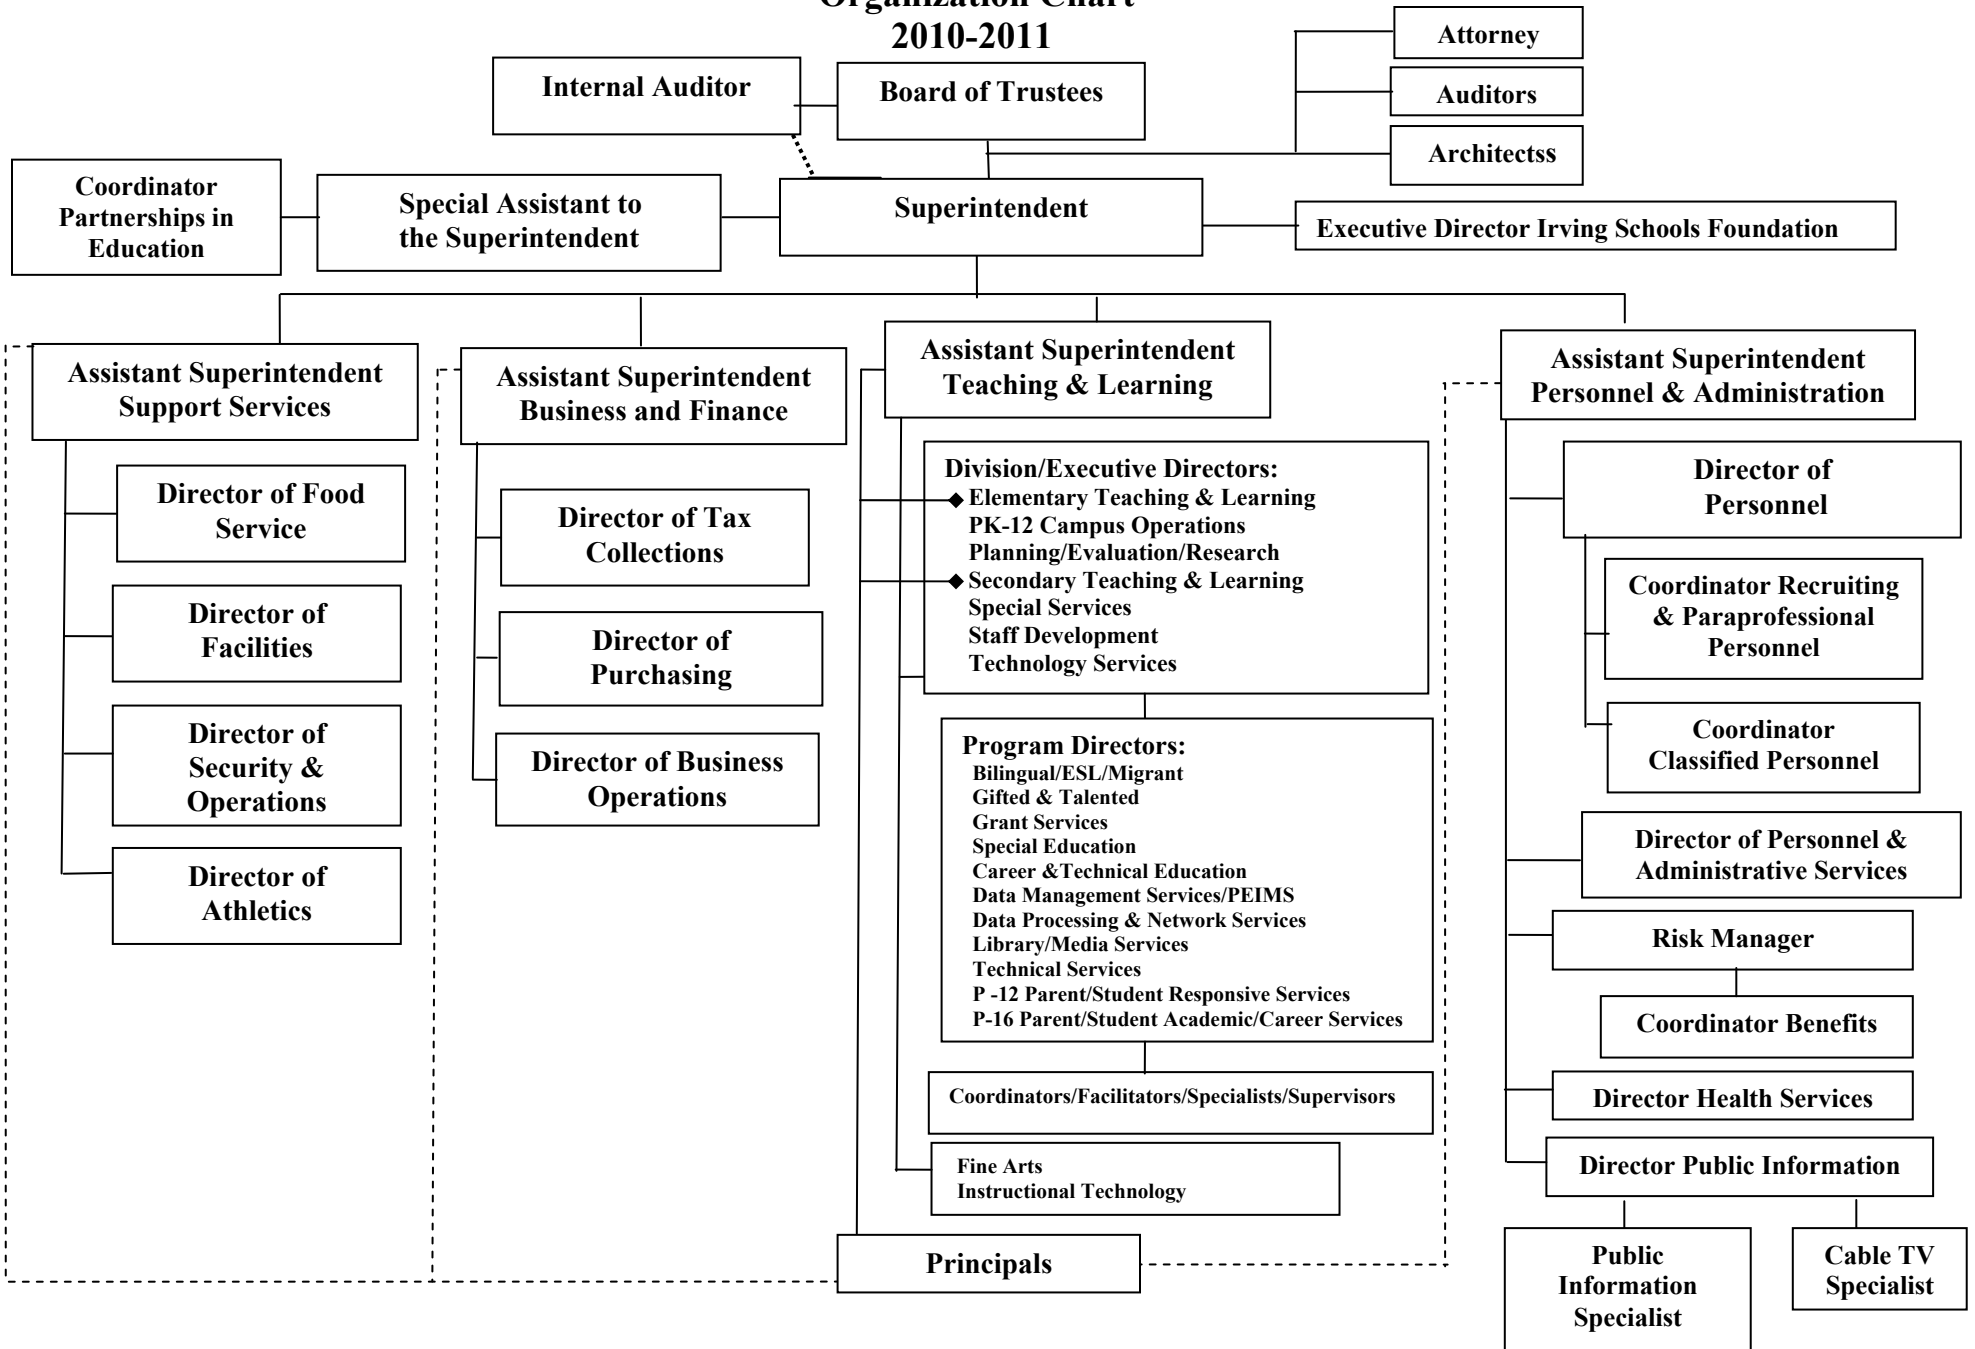 Organization Chart
2010-2011
Attorney
Auditors
Architectss
Internal Auditor
Board of Trustees
Coordinator
Partnerships in
Education
Special Assistant to
the Superintendent
Superintendent
Executive Director Irving Schools Foundation
Assistant Superintendent
Support Services
Director of Food
Service
Director of
Facilities
Director of
Security &
Operations
Director of
Athletics
Assistant Superintendent
Business and Finance
Director of Tax
Collections
Director of
Purchasing
Director of Business
Operations
Assistant Superintendent
Teaching & Learning
Division/Executive Directors:
Elementary Teaching & Learning
PK-12 Campus Operations
Planning/Evaluation/Research
Secondary Teaching & Learning
Special Services
Staff Development
Technology Services
Program Directors:
Bilingual/ESL/Migrant
Gifted & Talented
Grant Services
Special Education
Career &Technical Education
Data Management Services/PEIMS
Data Processing & Network Services
Library/Media Services
Technical Services
P -12 Parent/Student Responsive Services
P-16 Parent/Student Academic/Career Services
Coordinators/Facilitators/Specialists/Supervisors
Fine Arts
Instructional Technology
Principals
Assistant Superintendent
Personnel & Administration
Director of
Personnel
Coordinator Recruiting
& Paraprofessional
Personnel
Coordinator
Classified Personnel
Director of Personnel &
Administrative Services
Risk Manager
Coordinator Benefits
Director Health Services
Director Public Information
Public
Information
Specialist
Cable TV
Specialist